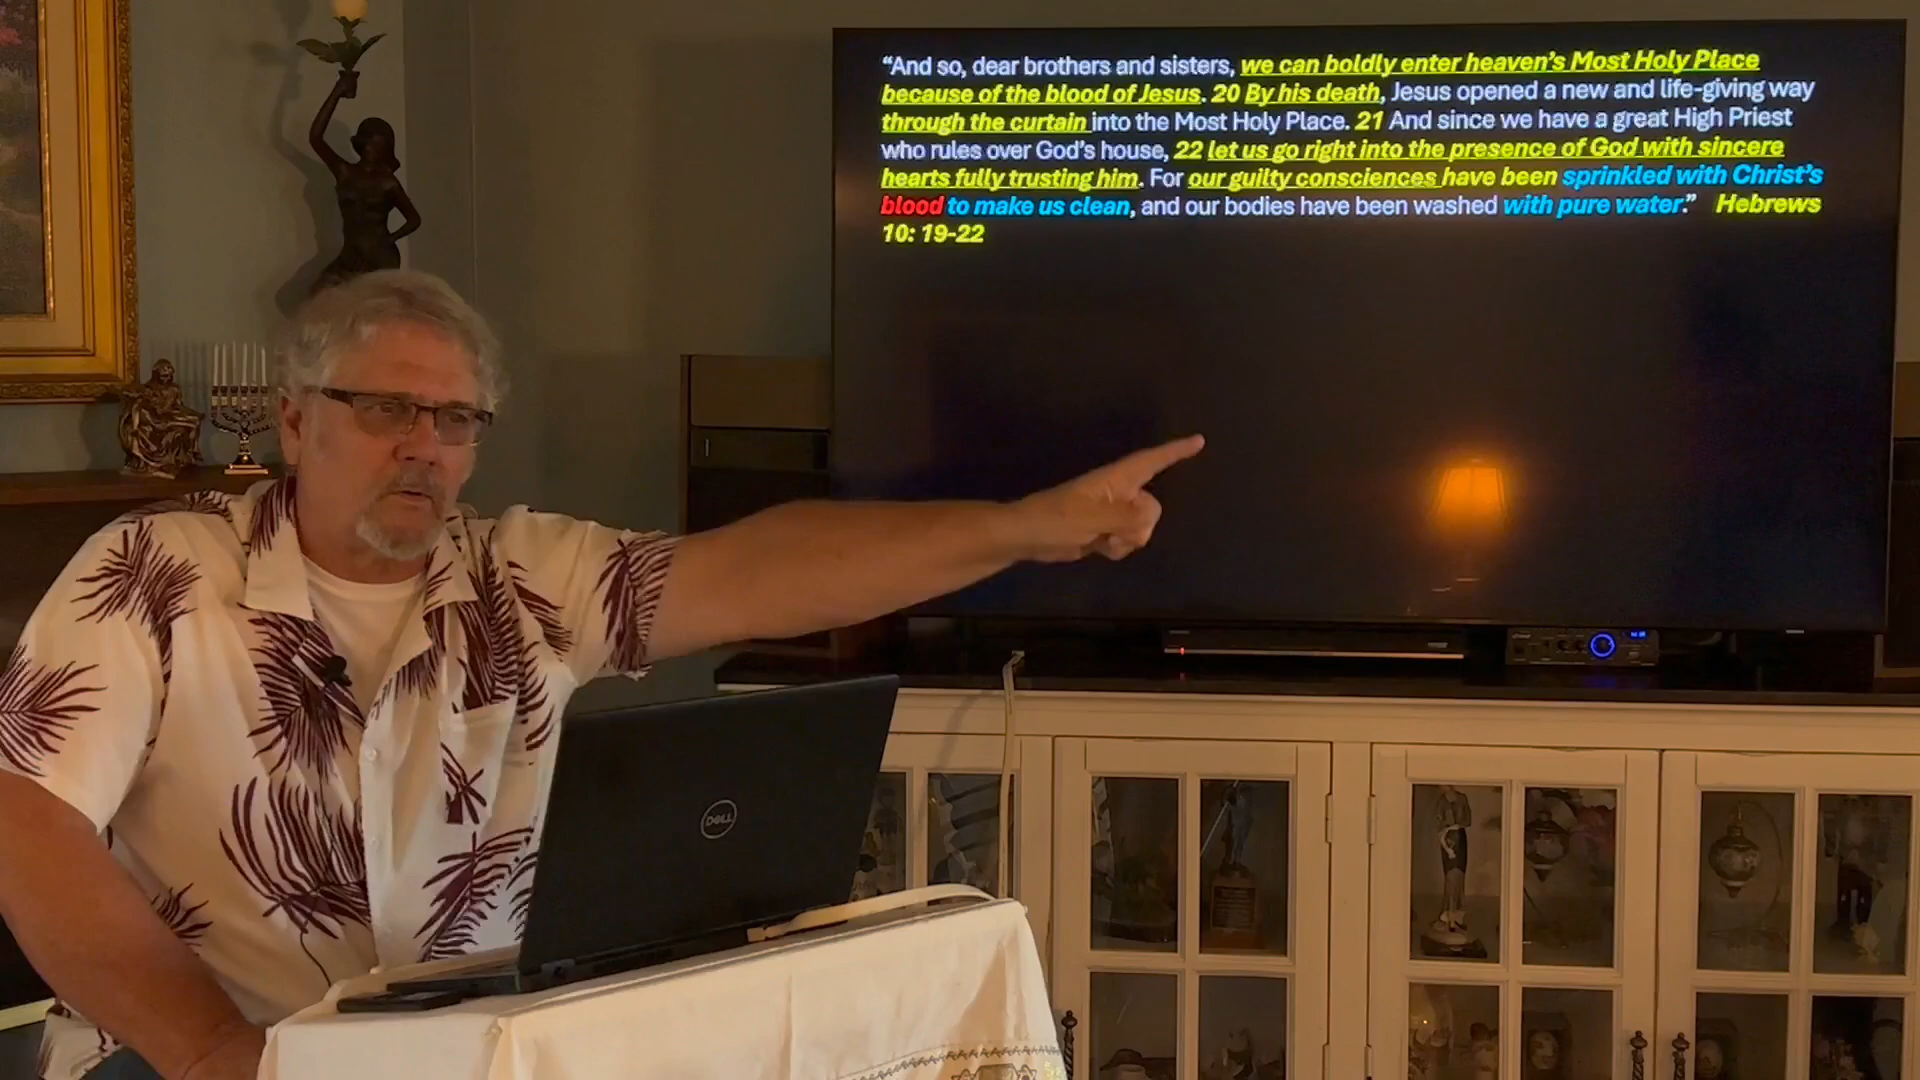 “And so, dear brothers and sisters, we can boldly enter heaven’s Most Holy Place
because of the blood of Jesus. 20 By his death, Jesus opened a new and life-giving way
through the curtain into the Most Holy Place. 21 And since we have a great High Priest
who rules over God’s house, 22 let us go right into the presence of God with sincere
hearts fully trusting him. For our guilty consciences have been sprinkled with Christ’s
blood to make us clean, and our bodies have been washed with pure water.” Hebrews
10: 19-22
DELL